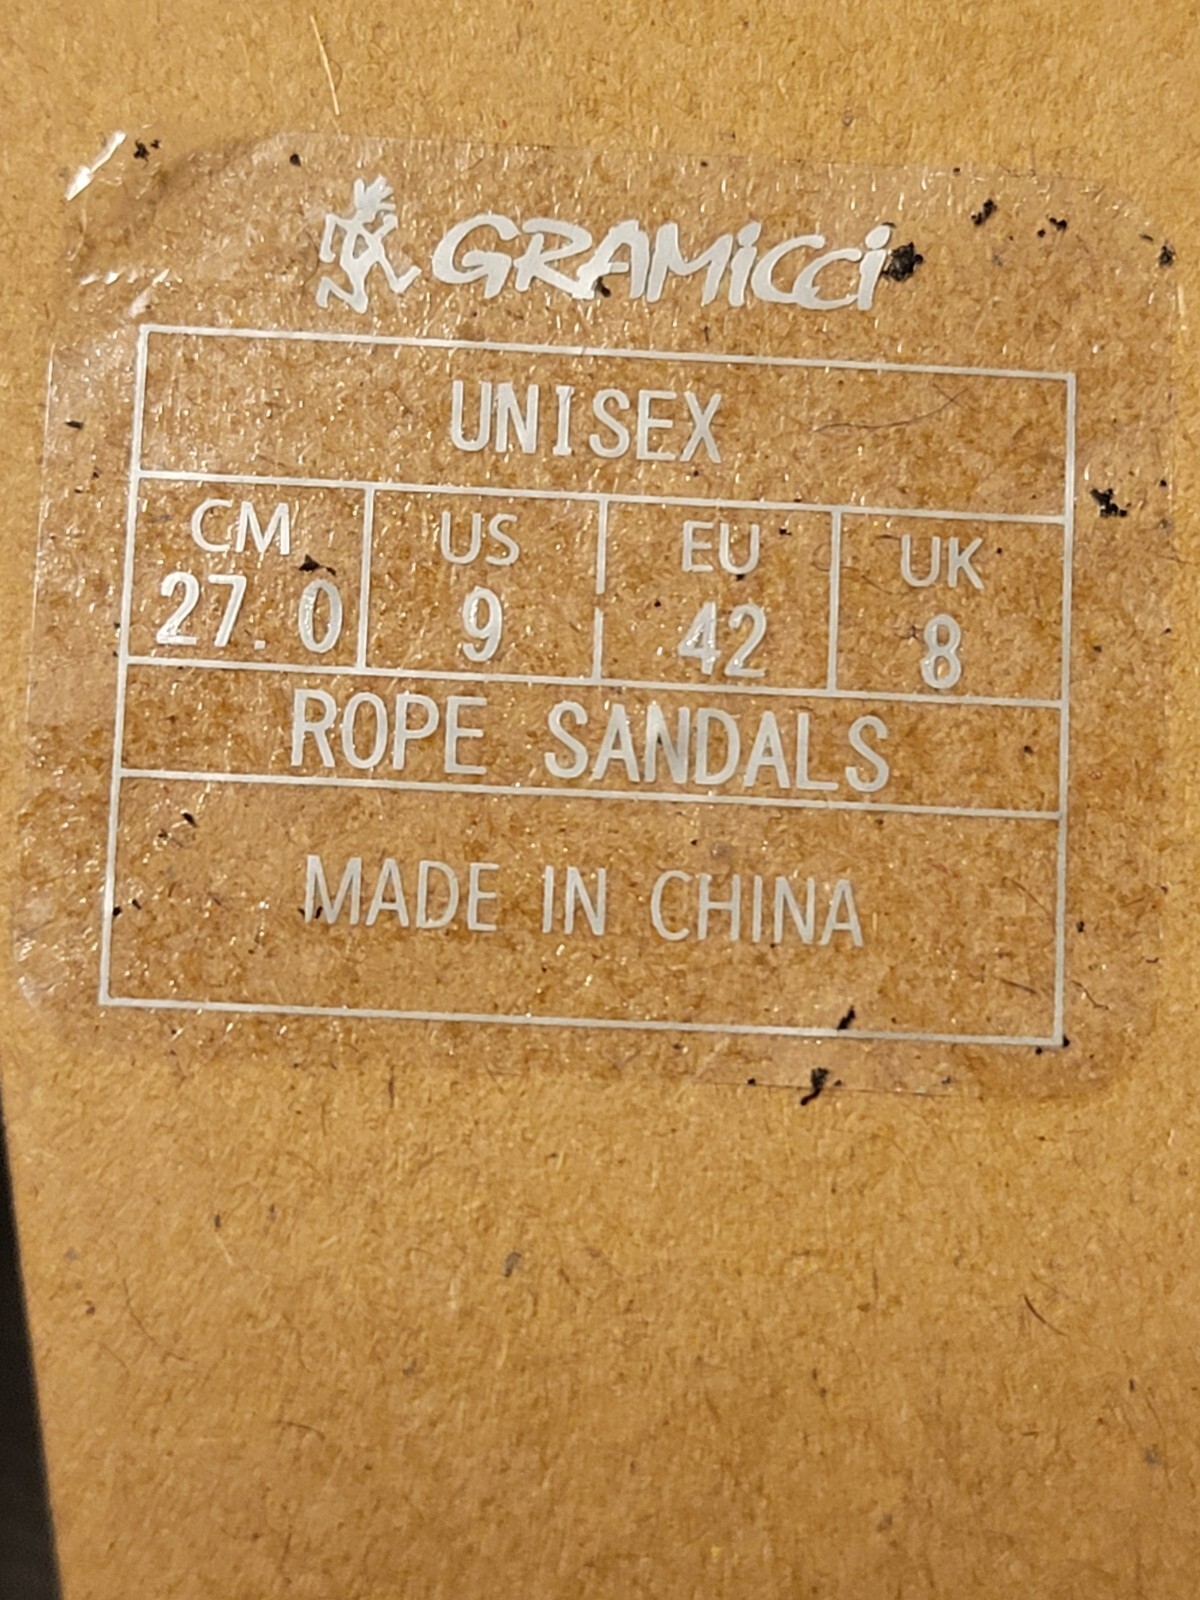 GRAMiCCi
UNISEX
CM US EU UK
27.0 9 42 8
ROPE SANDALS
MADE IN CHINA